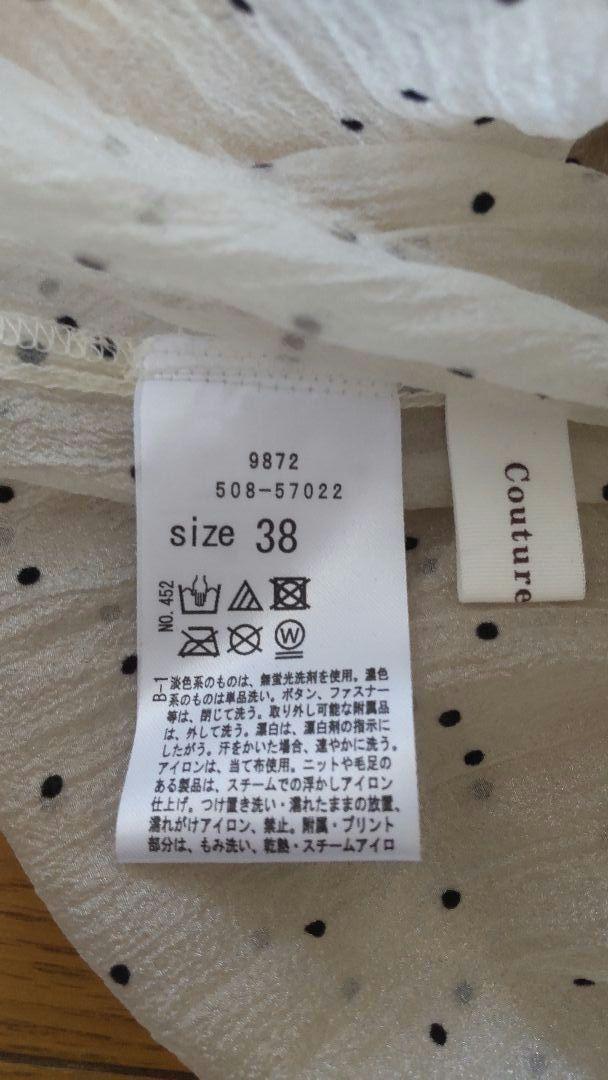 9872
508-57022
size 38
NO.452
W
B-1
淡色系のものは、無蛍光洗剤を使用。濃色
系のものは単品洗い。ボタン、ファスナー
等は、閉じて洗う。取り外し可能な附属品
は、外して洗う。漂白は、漂白剤の指示に
したがう。汗をかいた場合、速やかに洗う。
アイロンは、当て布使用。ニットや毛足の
ある製品は、スチームでの浮かしアイロン
仕上げ。つけ置き洗い・濡れたままの放置、
濡れがけアイロン、禁止。附属・プリント
部分は、もみ洗い、乾熱・スチームアイロ
Couture